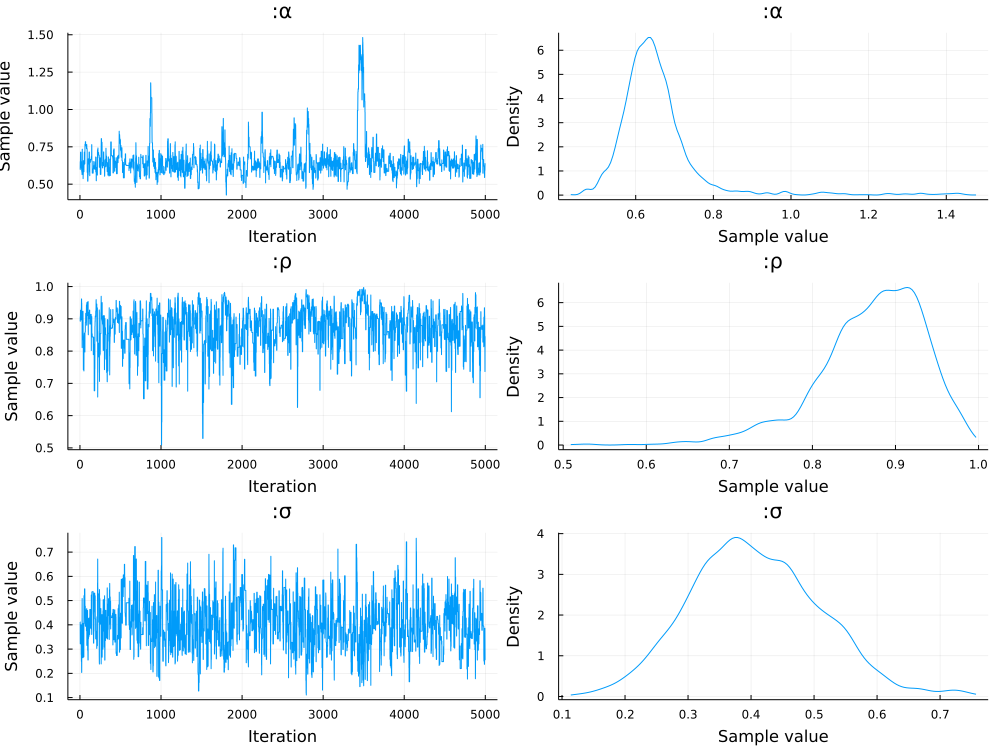 :α
Sample value
1.50
1.25
1.00
0.75
0.50
0 1000 2000 3000 4000 5000
Iteration
:α
Density
6
5
4
3
2
1
0
0.6 0.8 1.0 1.2 1.4
Sample value
:ρ
Sample value
1.0
0.9
0.8
0.7
0.6
0.5
0 1000 2000 3000 4000 5000
Iteration
:ρ
Density
6
5
4
3
2
1
0
0.5 0.6 0.7 0.8 0.9 1.0
Sample value
:σ
Sample value
0.7
0.6
0.5
0.4
0.3
0.2
0.1
0 1000 2000 3000 4000 5000
Iteration
:σ
Density
4
3
2
1
0
0.1 0.2 0.3 0.4 0.5 0.6 0.7
Sample value